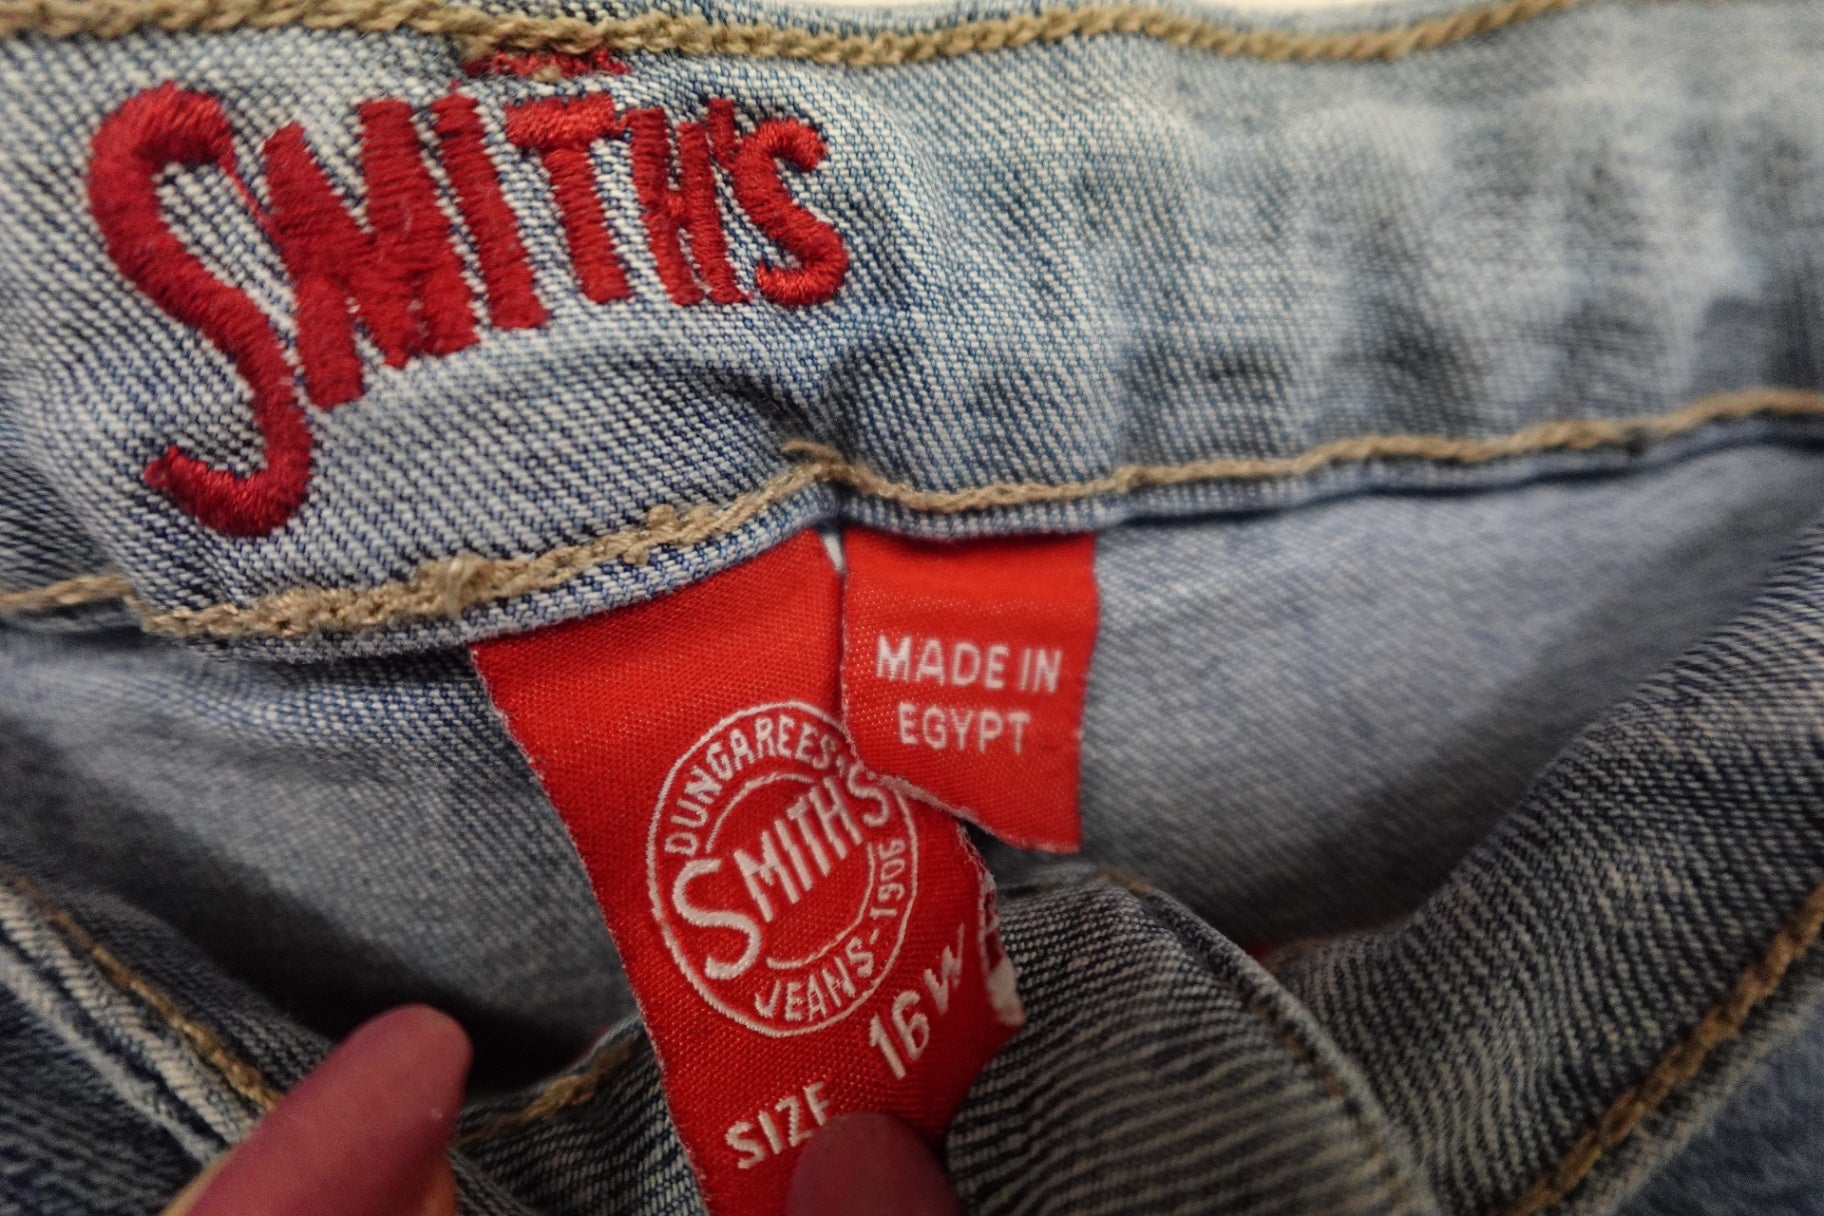 SMITH'S
MADE IN
EGYPT
DUNGAREES
SMITH'S
JEANS-1906
16W
SIZE